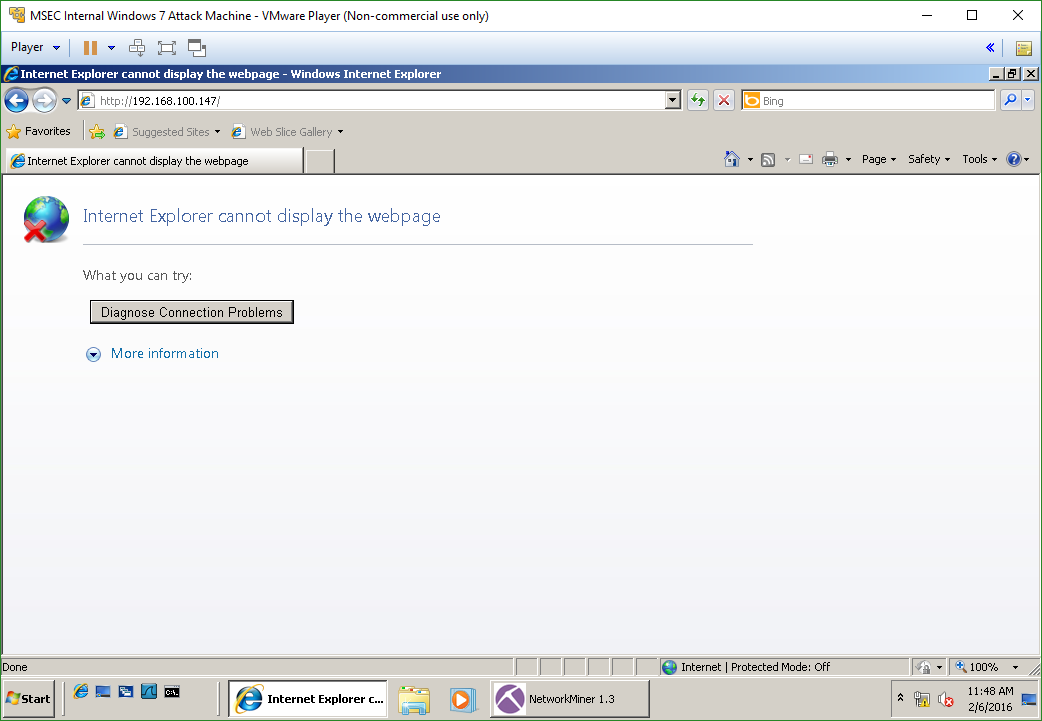 MSEC Internal Windows 7 Attack Machine - VMware Player (Non-commercial use only)
Player
Internet Explorer cannot display the webpage - Windows Internet Explorer
http://192.168.100.147/
Bing
Favorites Suggested Sites Web Slice Gallery
Internet Explorer cannot display the webpage
Page Safety Tools
Internet Explorer cannot display the webpage
What you can try:
Diagnose Connection Problems
More information
Done
Internet | Protected Mode: Off
100%
Start
C:\
Internet Explorer c...
NetworkMiner 1.3
11:48 AM
2/6/2016